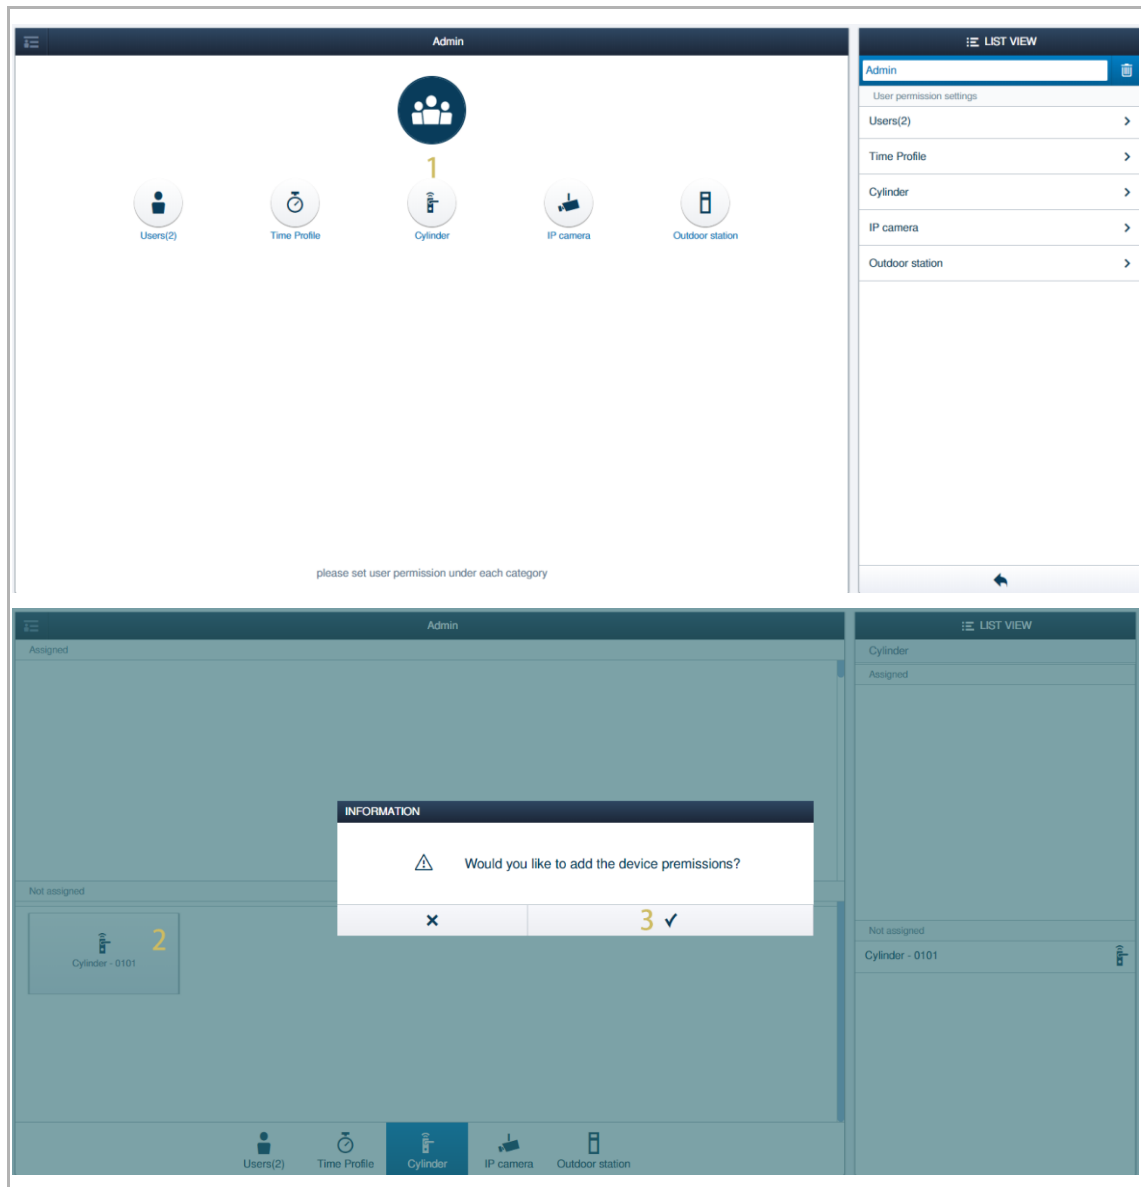 Admin
LIST VIEW
Admin
User permission settings
Users(2)
Time Profile
Cylinder
IP camera
Outdoor station
1
Users(2)
Time Profile
Cylinder
IP camera
Outdoor station
please set user permission under each category
Admin
LIST VIEW
Assigned
Cylinder
Assigned
INFORMATION
Would you like to add the device premissions?
3
Not assigned
2
Cylinder - 0101
Not assigned
Cylinder - 0101
Users(2)
Time Profile
Cylinder
IP camera
Outdoor station